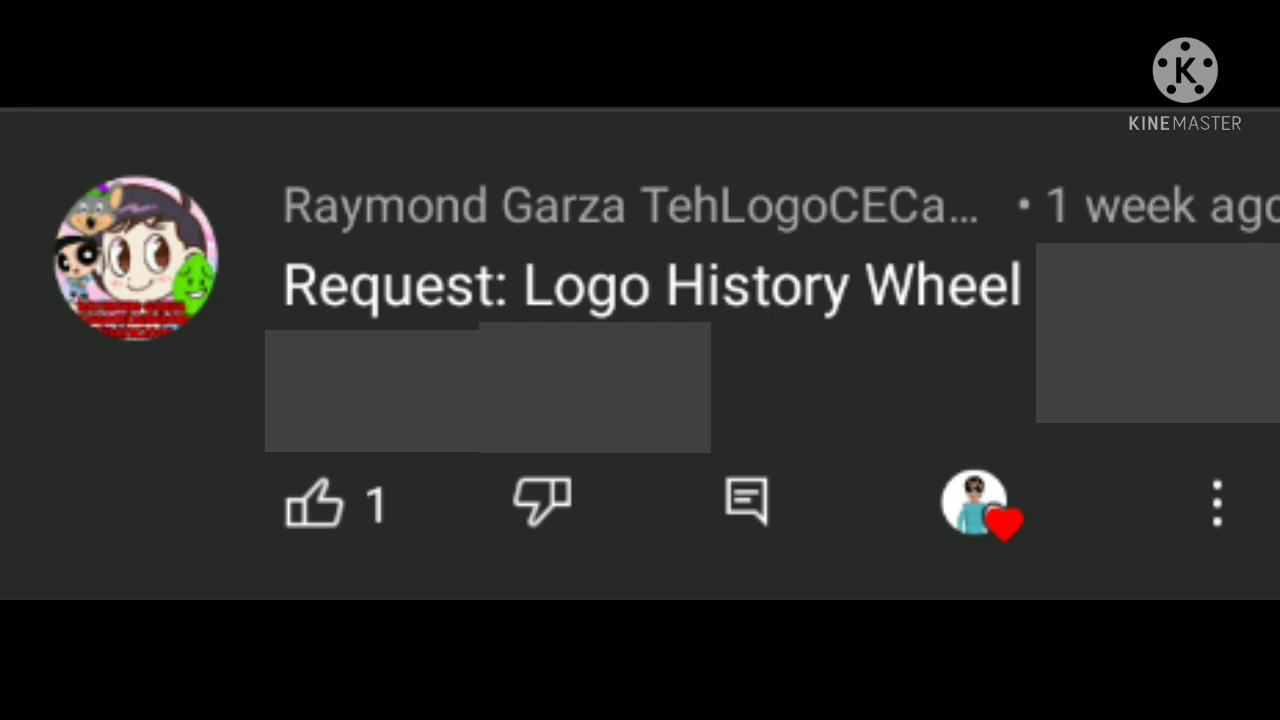 K
KINEMASTER
Raymond Garza TehLogoCECa... • 1 week ago
Request: Logo History Wheel
1